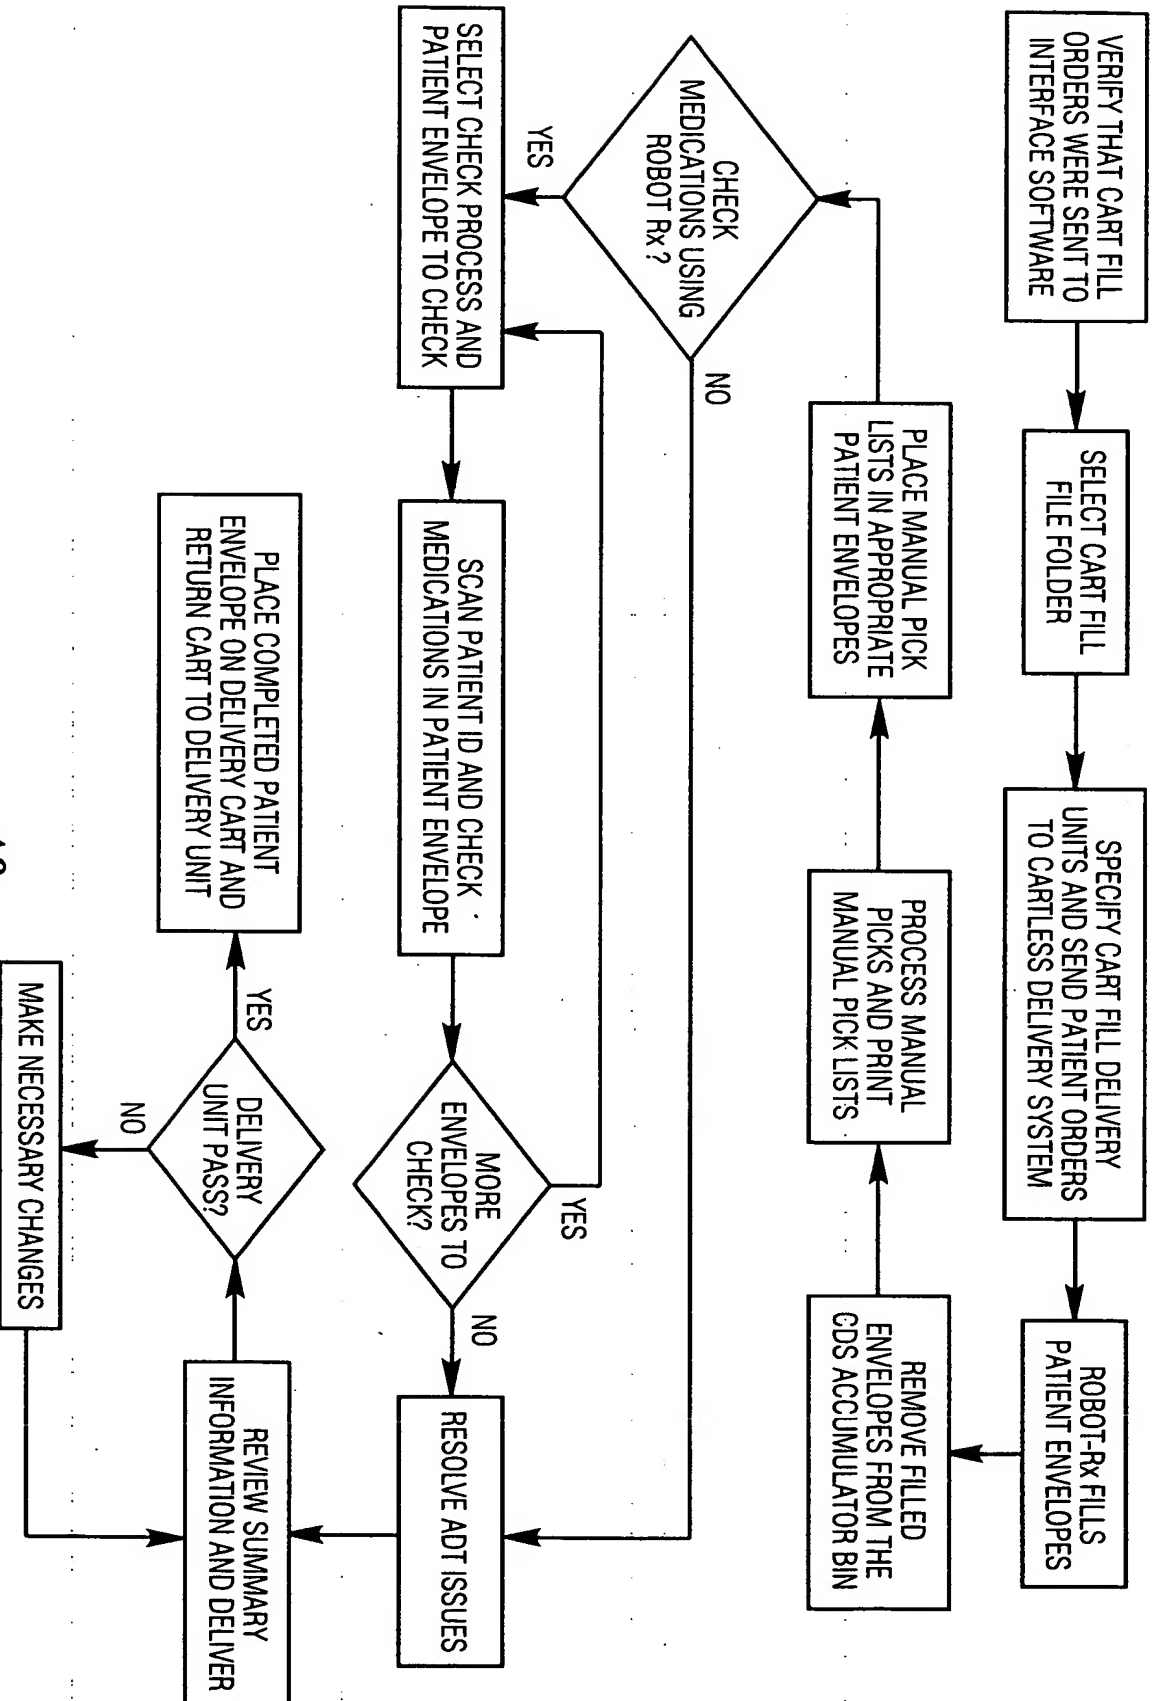 VERIFY THAT CART FILL
ORDERS WERE SENT TO
INTERFACE SOFTWARE
SELECT CART FILL
FILE FOLDER
SPECIFY CART FILL DELIVERY
UNITS AND SEND PATIENT ORDERS
TO CARTLESS DELIVERY SYSTEM
ROBOT-Rx FILLS
PATIENT ENVELOPES
REMOVE FILLED
ENVELOPES FROM THE
CDS ACCUMULATOR BIN
PROCESS MANUAL
PICKS AND PRINT
MANUAL PICK LISTS
PLACE MANUAL PICK
LISTS IN APPROPRIATE
PATIENT ENVELOPES
CHECK
MEDICATIONS USING
ROBOT Rx?
NO
YES
SELECT CHECK PROCESS AND
PATIENT ENVELOPE TO CHECK
SCAN PATIENT ID AND CHECK
MEDICATIONS IN PATIENT ENVELOPE
MORE
ENVELOPES TO
CHECK?
YES
NO
RESOLVE ADT ISSUES
REVIEW SUMMARY
INFORMATION AND DELIVER
DELIVERY
UNIT PASS?
YES
NO
PLACE COMPLETED PATIENT
ENVELOPE ON DELIVERY CART AND
RETURN CART TO DELIVERY UNIT
MAKE NECESSARY CHANGES